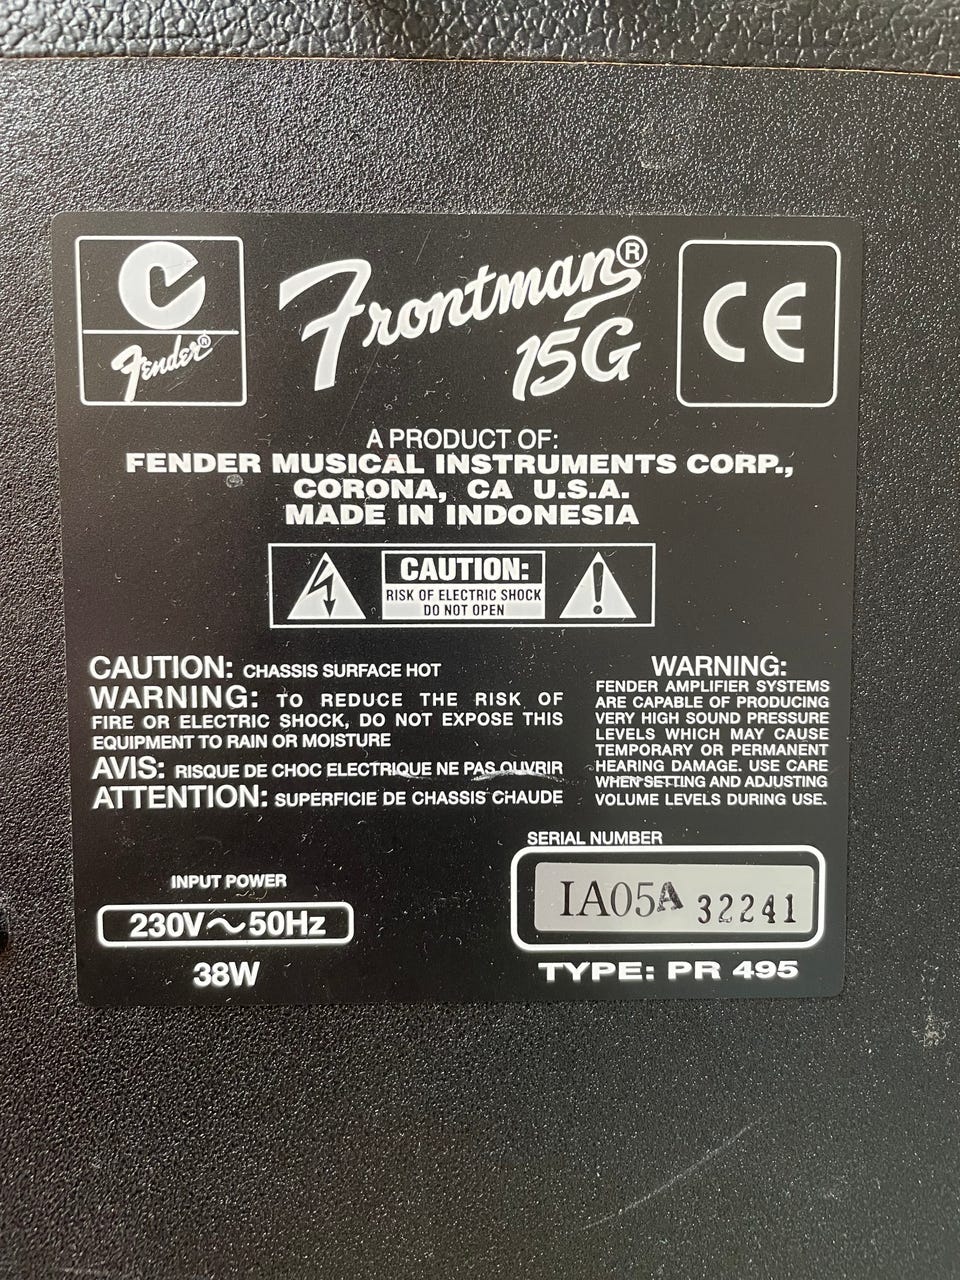 Fender®
Frontman®
15G
CE
A PRODUCT OF:
FENDER MUSICAL INSTRUMENTS CORP.,
CORONA, CA U.S.A.
MADE IN INDONESIA
CAUTION:
RISK OF ELECTRIC SHOCK
DO NOT OPEN
CAUTION: CHASSIS SURFACE HOT
WARNING: TO REDUCE THE RISK OF
FIRE OR ELECTRIC SHOCK, DO NOT EXPOSE THIS
EQUIPMENT TO RAIN OR MOISTURE
AVIS: RISQUE DE CHOC ELECTRIQUE NE PAS OUVRIR
ATTENTION: SUPERFICIE DE CHASSIS CHAUDE
WARNING:
FENDER AMPLIFIER SYSTEMS
ARE CAPABLE OF PRODUCING
VERY HIGH SOUND PRESSURE
LEVELS WHICH MAY CAUSE
TEMPORARY OR PERMANENT
HEARING DAMAGE. USE CARE
WHEN SETTING AND ADJUSTING
VOLUME LEVELS DURING USE.
INPUT POWER
230V～50Hz
38W
SERIAL NUMBER
IA05A 32241
TYPE: PR 495